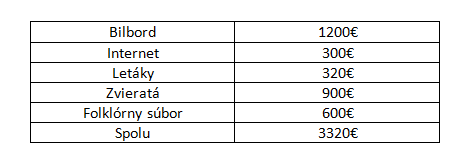 Bilbord 1200€
Internet 300€
Letáky 320€
Zvieratá 900€
Folklórny súbor 600€
Spolu 3320€